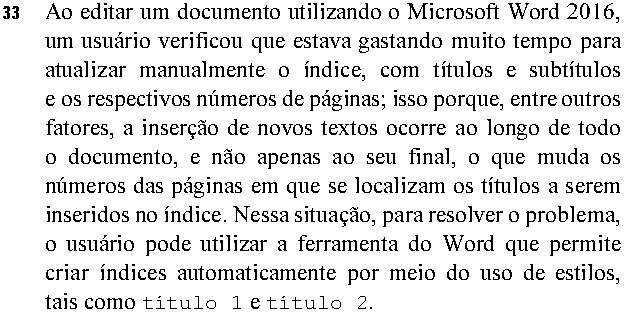 33 Ao editar um documento utilizando o Microsoft Word 2016,
um usuário verificou que estava gastando muito tempo para
atualizar manualmente o índice, com títulos e subtítulos
e os respectivos números de páginas; isso porque, entre outros
fatores, a inserção de novos textos ocorre ao longo de todo
o documento, e não apenas ao seu final, o que muda os
números das páginas em que se localizam os títulos a serem
inseridos no índice. Nessa situação, para resolver o problema,
o usuário pode utilizar a ferramenta do Word que permite
criar índices automaticamente por meio do uso de estilos,
tais como título 1 e título 2.